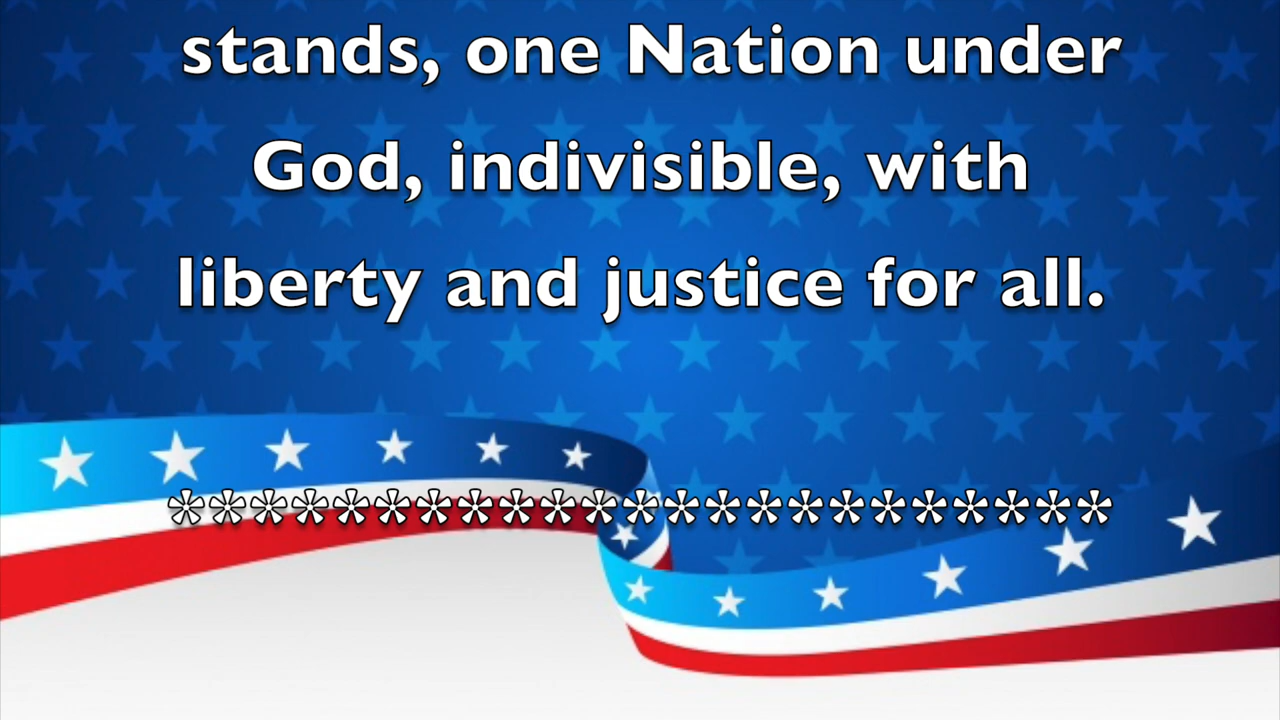 stands, one Nation under
God, indivisible, with
liberty and justice for all.
***********************